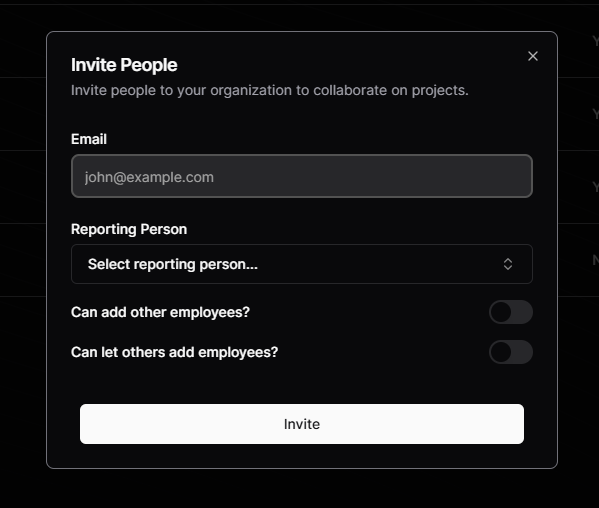 Invite People
Invite people to your organization to collaborate on projects.
Email
john@example.com
Reporting Person
Select reporting person...
Can add other employees?
Can let others add employees?
Invite